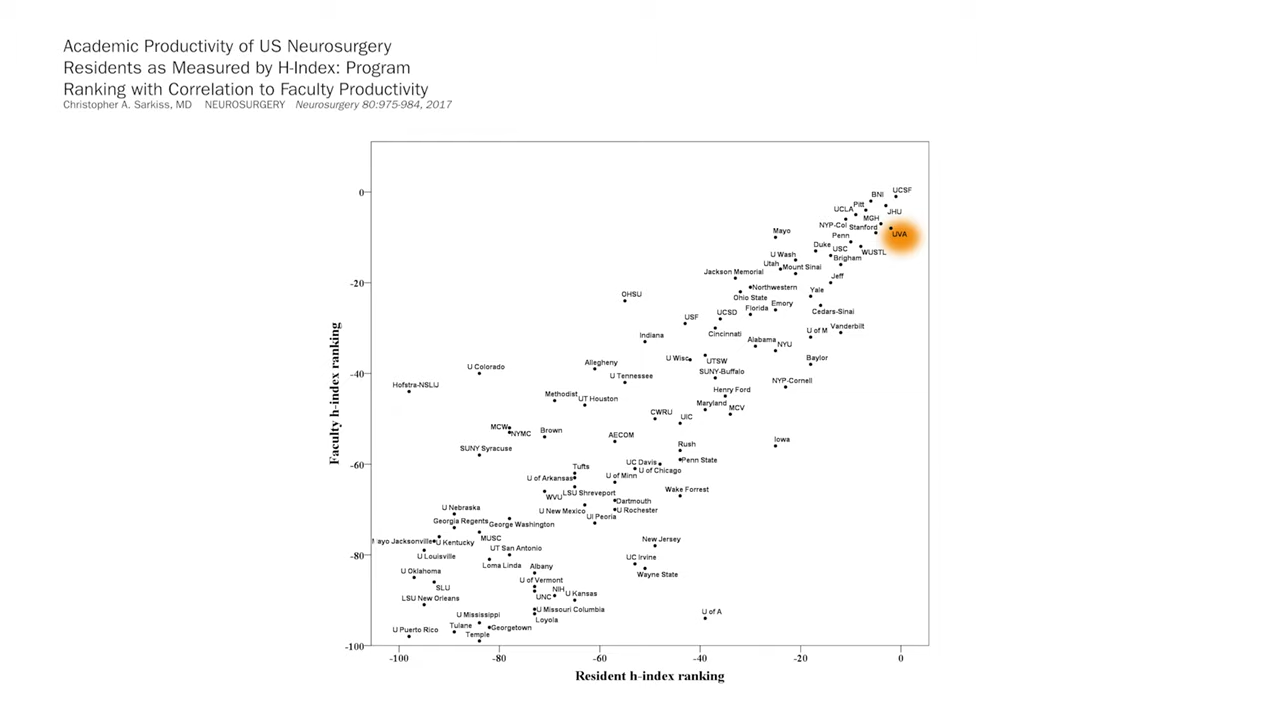 Academic Productivity of US Neurosurgery
Residents as Measured by H-Index: Program
Ranking with Correlation to Faculty Productivity
Christopher A. Sarkiss, MD NEUROSURGERY Neurosurgery 80:975-984, 2017
0
UCSF
BNI
Pitt
UCLA
JHU
MGH
NYP-Col
Stanford
UVA
Mayo
Penn
Duke
USC
WUSTL
U Wash
Brigham
Utah
Mount Sinai
Jackson Memorial
Jeff
-20
Northwestern
Yale
OHSU
Ohio State
Emory
Florida
Cedars-Sinai
UCSD
USF
Vanderbilt
U of M
Indiana
Cincinnati
Alabama
NYU
U Wisc
UTSW
Baylor
Allegheny
U Colorado
SUNY-Buffalo
-40
U Tennessee
NYP-Cornell
Hofstra-NSLIJ
Henry Ford
Methodist
UT Houston
Maryland
MCV
CWRU
UIC
MCW
NYMC
Brown
AECOM
Iowa
Rush
SUNY Syracuse
Penn State
UC Davis
-60
Tufts
U of Chicago
U of Arkansas
U of Minn
LSU Shreveport
Wake Forrest
WVU
Dartmouth
U Nebraska
U New Mexico
U Rochester
UI Peoria
Georgia Regents
George Washington
MUSC
New Jersey
ayo Jacksonville
U Kentucky
UT San Antonio
-80
U Louisville
UC Irvine
Loma Linda
Albany
U Oklahoma
Wayne State
U of Vermont
SLU
NIH
U Kansas
LSU New Orleans
UNC
U Missouri Columbia
U of A
U Mississippi
Loyola
Tulane
Georgetown
U Puerto Rico
Temple
-100
Faculty h-index ranking
-100 -80 -60 -40 -20 0
Resident h-index ranking